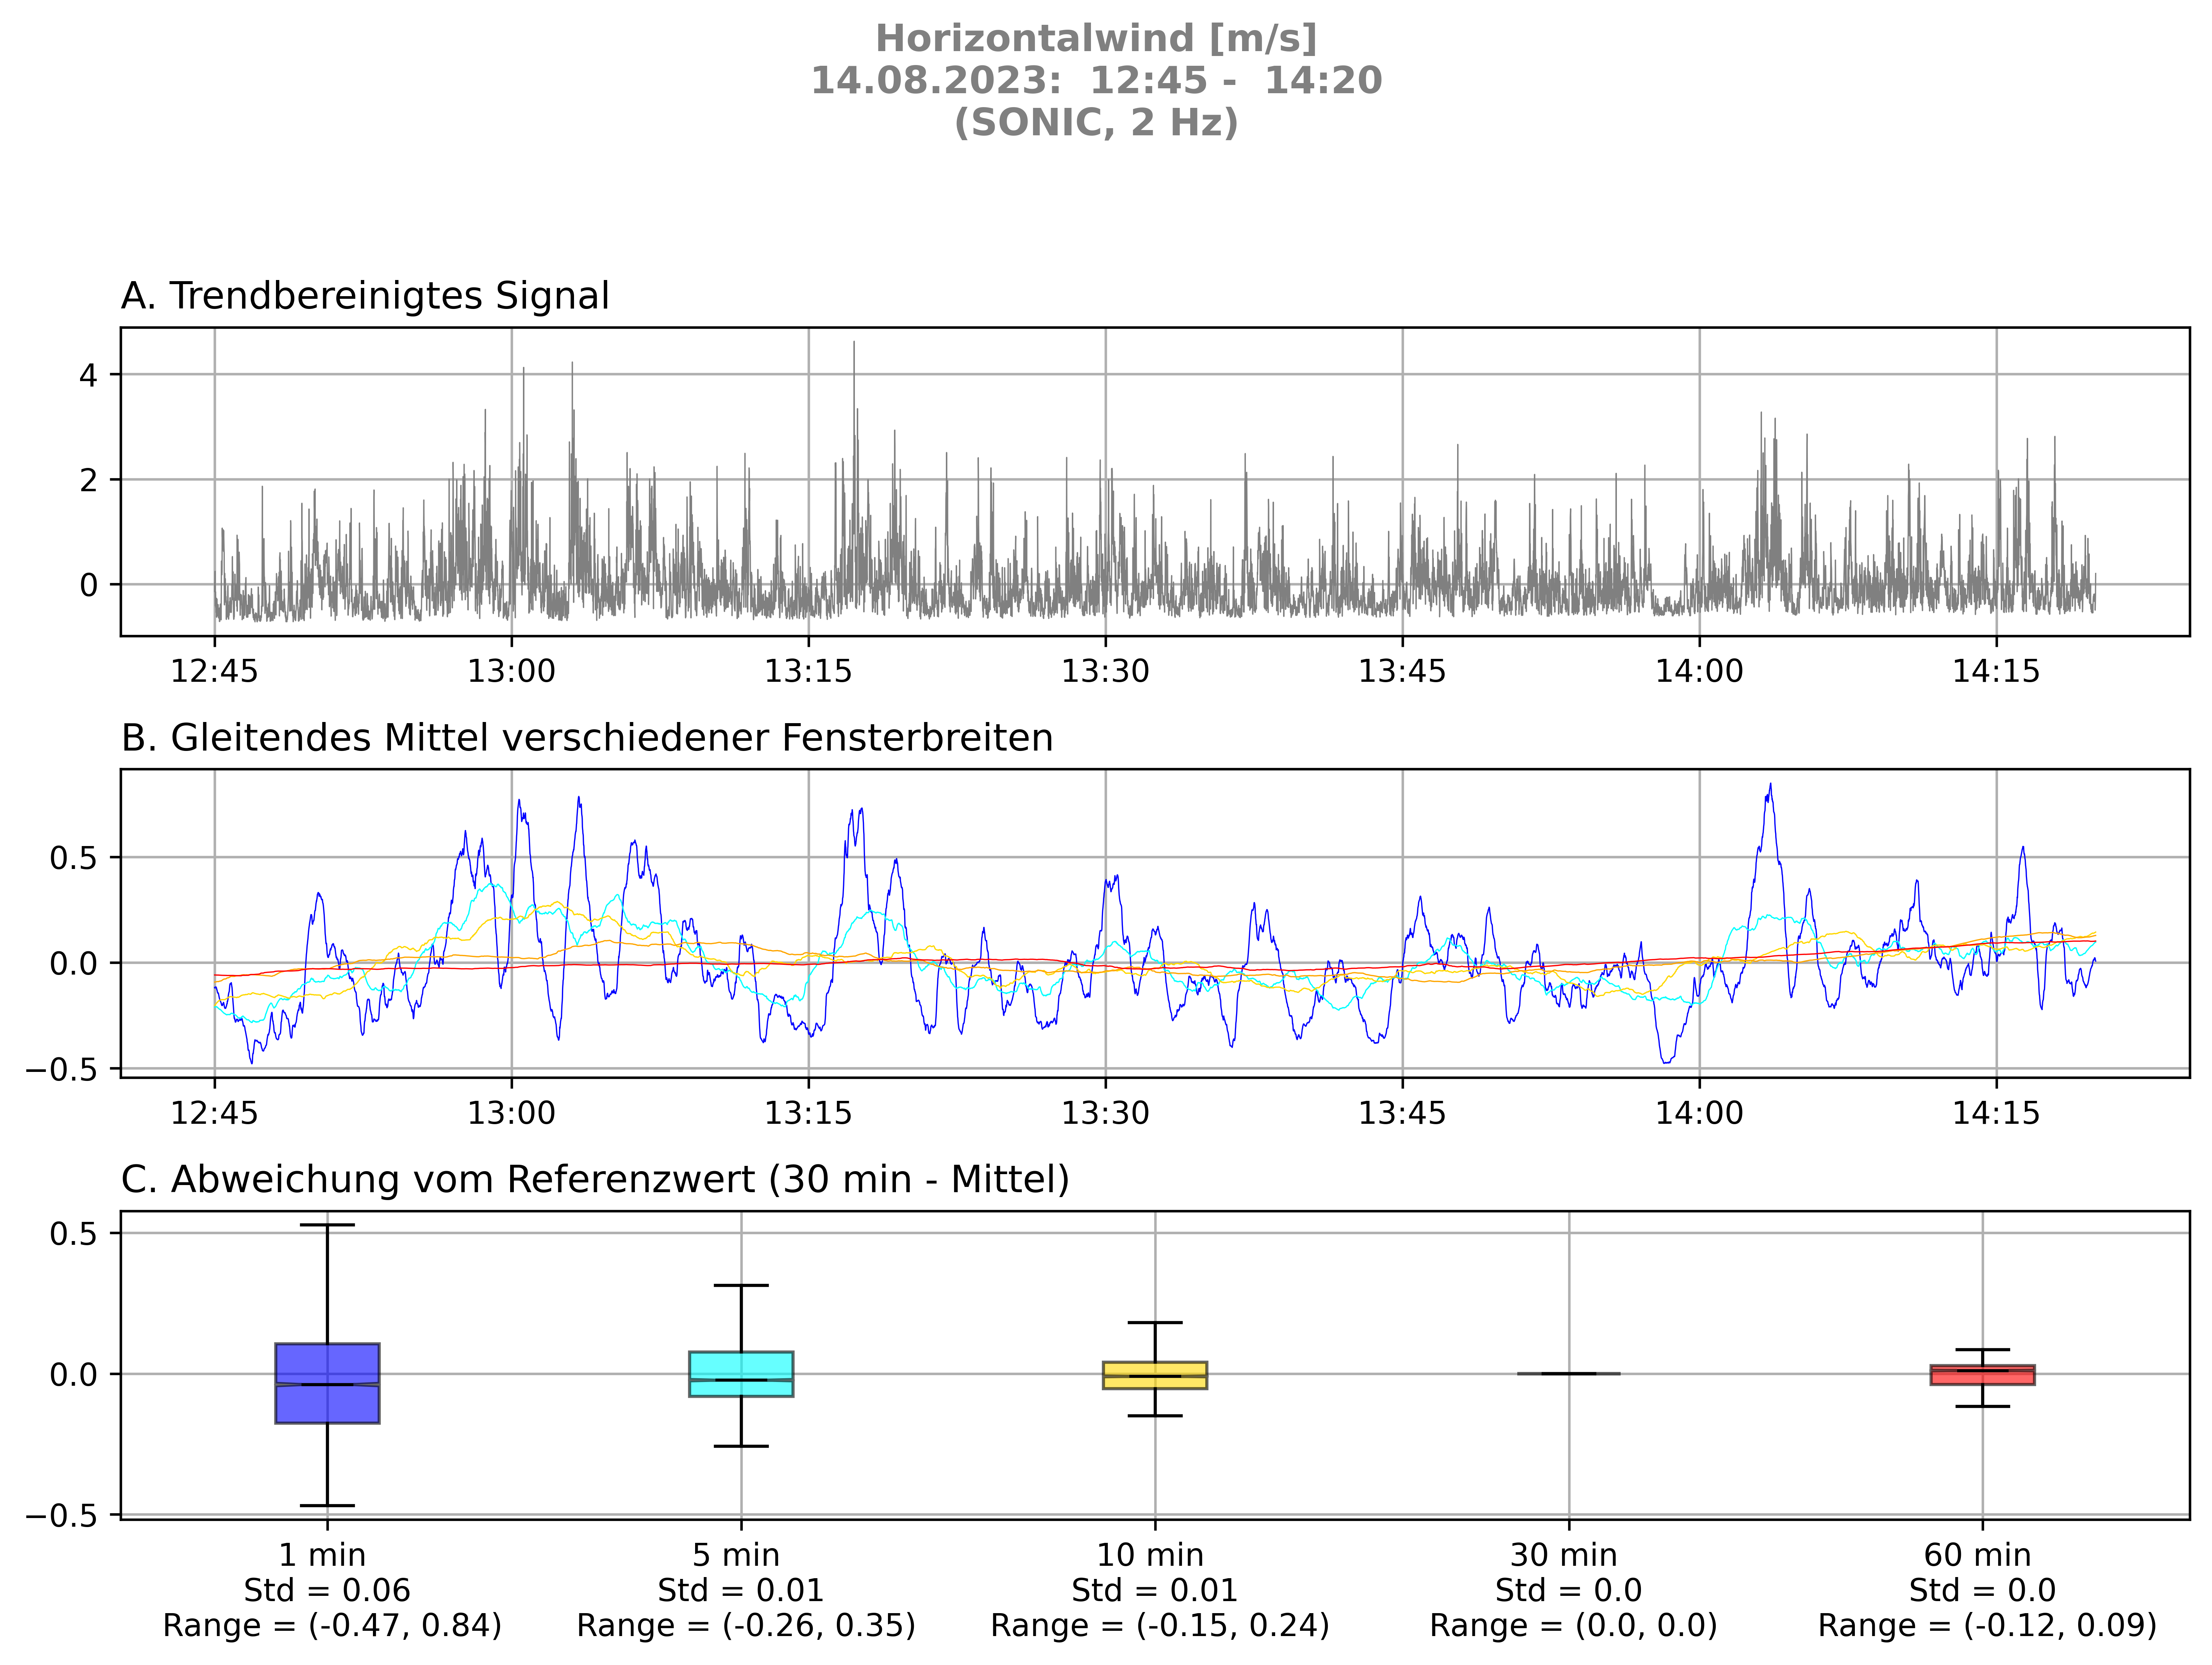 Horizontalwind [m/s]
14.08.2023:  12:45 -  14:20
(SONIC, 2 Hz)
A. Trendbereinigtes Signal
4
2
0
12:45 13:00 13:15 13:30 13:45 14:00 14:15
B. Gleitendes Mittel verschiedener Fensterbreiten
0.5
0.0
−0.5
12:45 13:00 13:15 13:30 13:45 14:00 14:15
C. Abweichung vom Referenzwert (30 min - Mittel)
0.5
0.0
−0.5
1 min 5 min 10 min 30 min 60 min
Std = 0.06 Std = 0.01 Std = 0.01 Std = 0.0 Std = 0.0
Range = (-0.47, 0.84) Range = (-0.26, 0.35) Range = (-0.15, 0.24) Range = (0.0, 0.0) Range = (-0.12, 0.09)